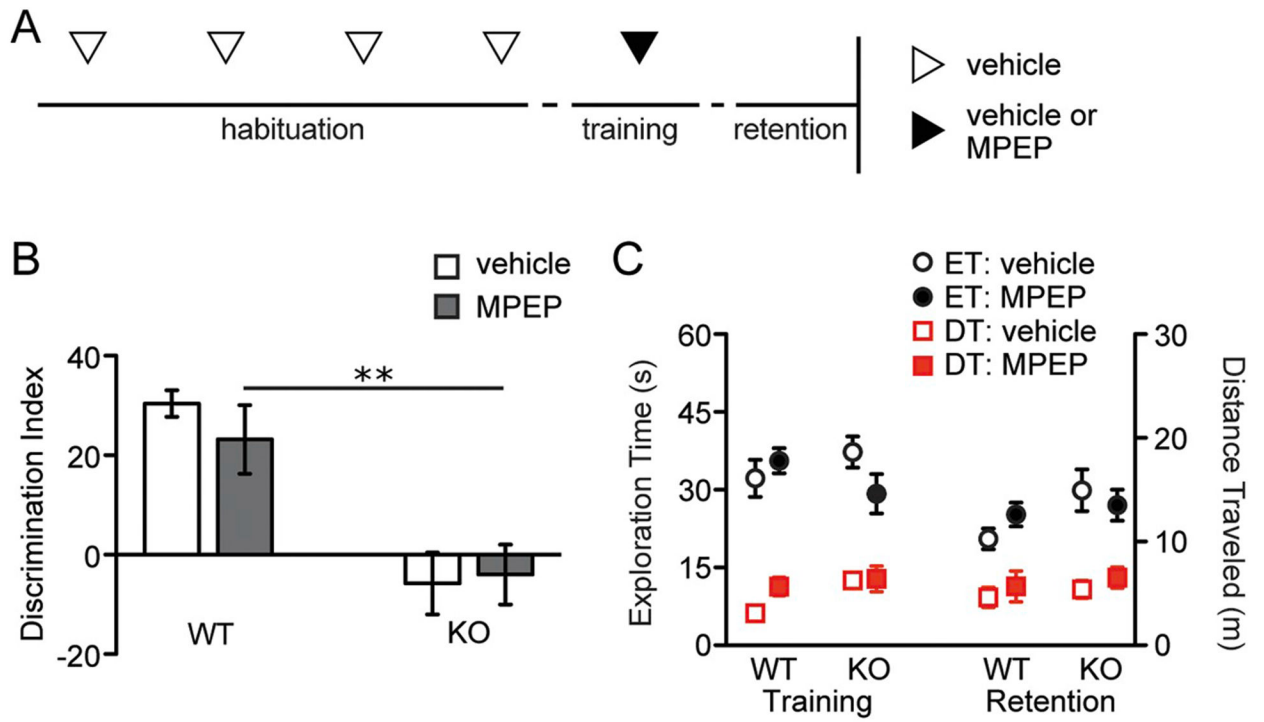 A
habituation
training
retention
vehicle
vehicle or
MPEP
B
vehicle
MPEP
Discrimination Index
40
20
0
-20
**
WT
KO
C
ET: vehicle
ET: MPEP
DT: vehicle
DT: MPEP
Exploration Time (s)
60
45
30
15
0
30
20
10
0
Distance Traveled (m)
WT
KO
WT
KO
Training
Retention